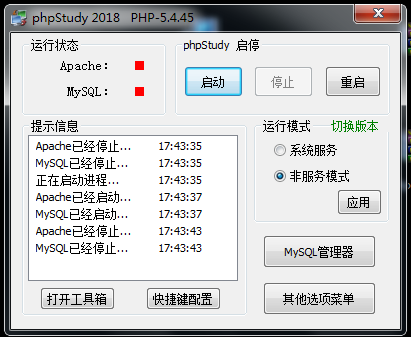 phpStudy 2018   PHP-5.4.45
运行状态
Apache:
MySQL:
phpStudy 启停
启动
停止
重启
提示信息
Apache已经停止... 17:43:35
MySQL已经停止... 17:43:35
正在启动进程... 17:43:35
Apache已经启动... 17:43:37
MySQL已经启动... 17:43:37
Apache已经停止... 17:43:43
MySQL已经停止... 17:43:43
打开工具箱
快捷键配置
运行模式 切换版本
系统服务
非服务模式
应用
MySQL管理器
其他选项菜单